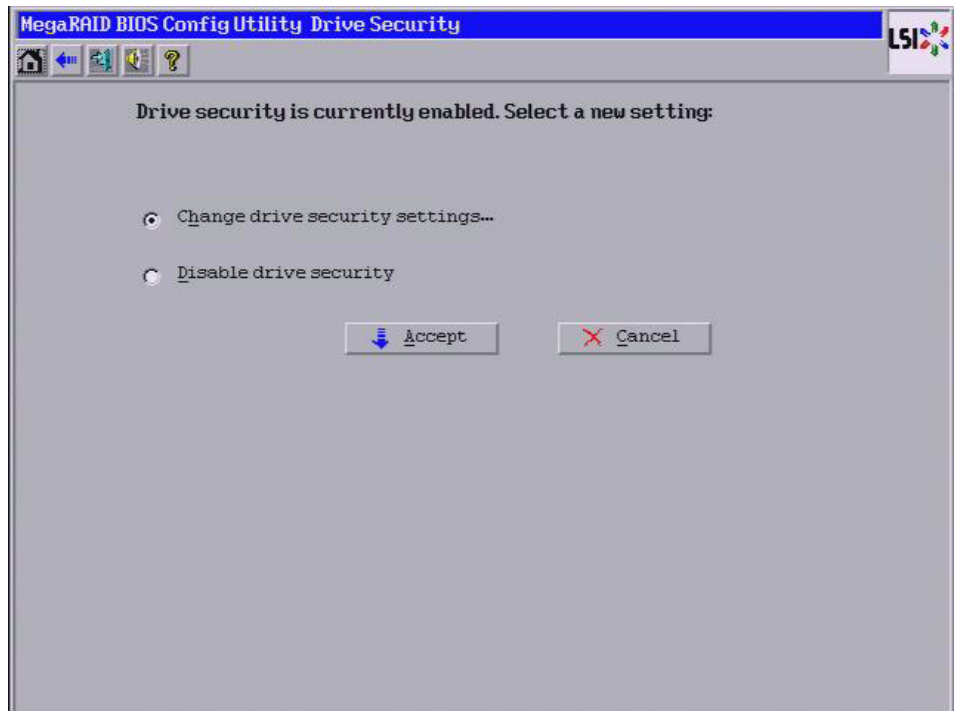 MegaRAID BIOS Config Utility Drive Security
LSI
Drive security is currently enabled. Select a new setting:
Change drive security settings...
Disable drive security
Accept
Cancel